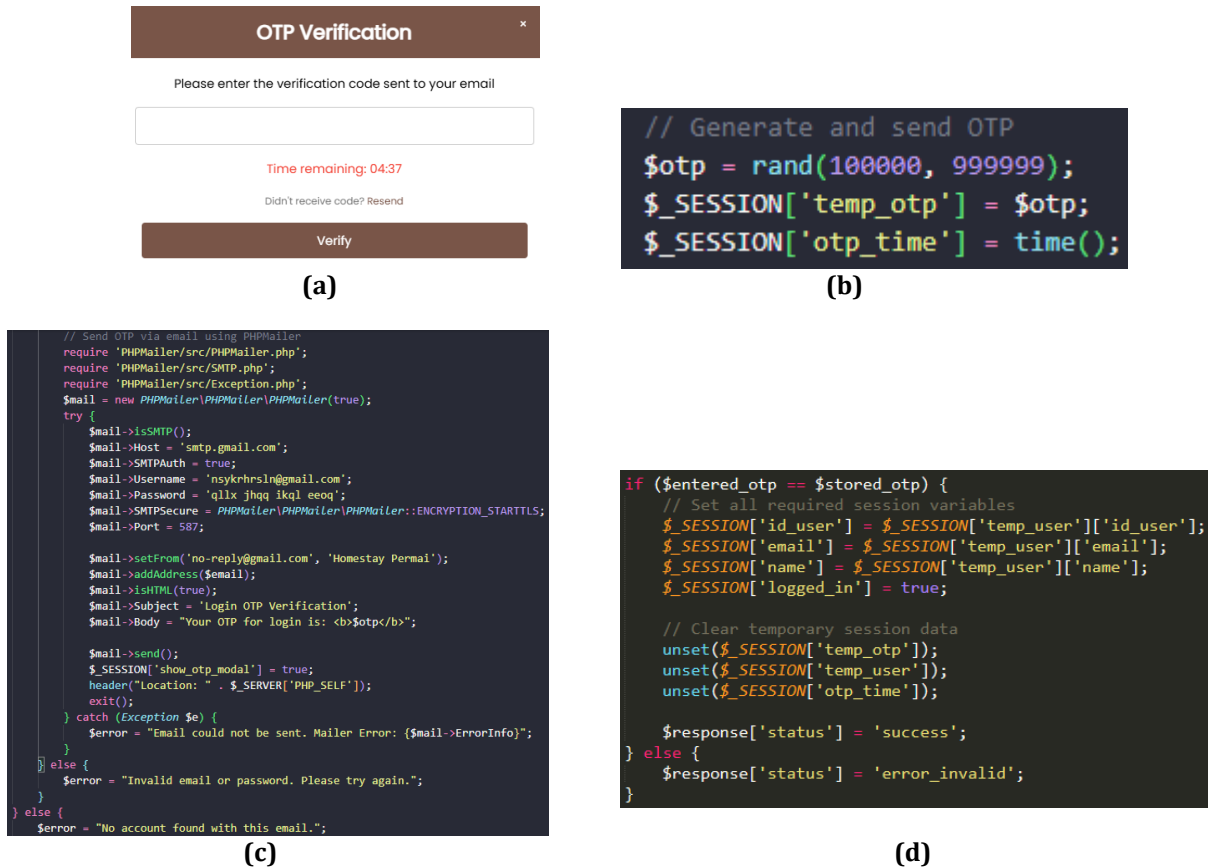 OTP Verification ×
Please enter the verification code sent to your email
Time remaining: 04:37
Didn't receive code? Resend
Verify
(a)
// Generate and send OTP
$otp = rand(100000, 999999);
$_SESSION['temp_otp'] = $otp;
$_SESSION['otp_time'] = time();
(b)
// Send OTP via email using PHPMailer
require 'PHPMailer/src/PHPMailer.php';
require 'PHPMailer/src/SMTP.php';
require 'PHPMailer/src/Exception.php';
$mail = new PHPMailer\PHPMailer\PHPMailer(true);
try {
$mail->isSMTP();
$mail->Host = 'smtp.gmail.com';
$mail->SMTPAuth = true;
$mail->Username = 'nsykrhrsln@gmail.com';
$mail->Password = 'qllx jhqq ikql eeoq';
$mail->SMTPSecure = PHPMailer\PHPMailer\PHPMailer::ENCRYPTION_STARTTLS;
$mail->Port = 587;
$mail->setFrom('no-reply@gmail.com', 'Homestay Permai');
$mail->addAddress($email);
$mail->isHTML(true);
$mail->Subject = 'Login OTP Verification';
$mail->Body = "Your OTP for login is: <b>$otp</b>";
$mail->send();
$_SESSION['show_otp_modal'] = true;
header("Location: " . $_SERVER['PHP_SELF']);
exit();
} catch (Exception $e) {
$error = "Email could not be sent. Mailer Error: {$mail->ErrorInfo}";
}
} else {
$error = "Invalid email or password. Please try again.";
}
} else {
$error = "No account found with this email.";
(c)
if ($entered_otp == $stored_otp) {
// Set all required session variables
$_SESSION['id_user'] = $_SESSION['temp_user']['id_user'];
$_SESSION['email'] = $_SESSION['temp_user']['email'];
$_SESSION['name'] = $_SESSION['temp_user']['name'];
$_SESSION['logged_in'] = true;
// Clear temporary session data
unset($_SESSION['temp_otp']);
unset($_SESSION['temp_user']);
unset($_SESSION['otp_time']);
$response['status'] = 'success';
} else {
$response['status'] = 'error_invalid';
}
(d)